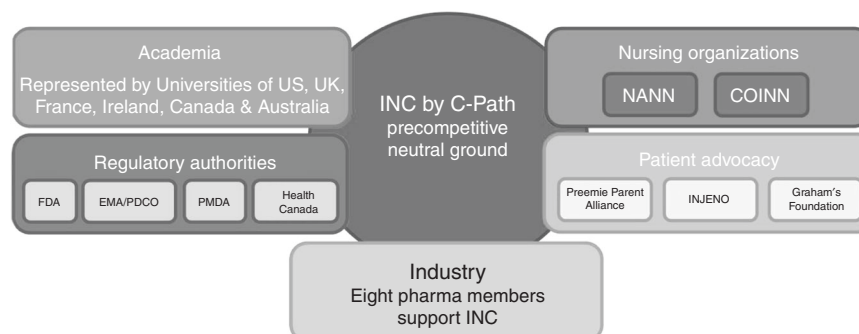 Academia
Represented by Universities of US, UK,
France, Ireland, Canada & Australia
Regulatory authorities
FDA
EMA/PDCO
PMDA
Health
Canada
INC by C-Path
precompetitive
neutral ground
Nursing organizations
NANN
COINN
Patient advocacy
Preemie Parent
Alliance
INJENO
Graham's
Foundation
Industry
Eight pharma members
support INC